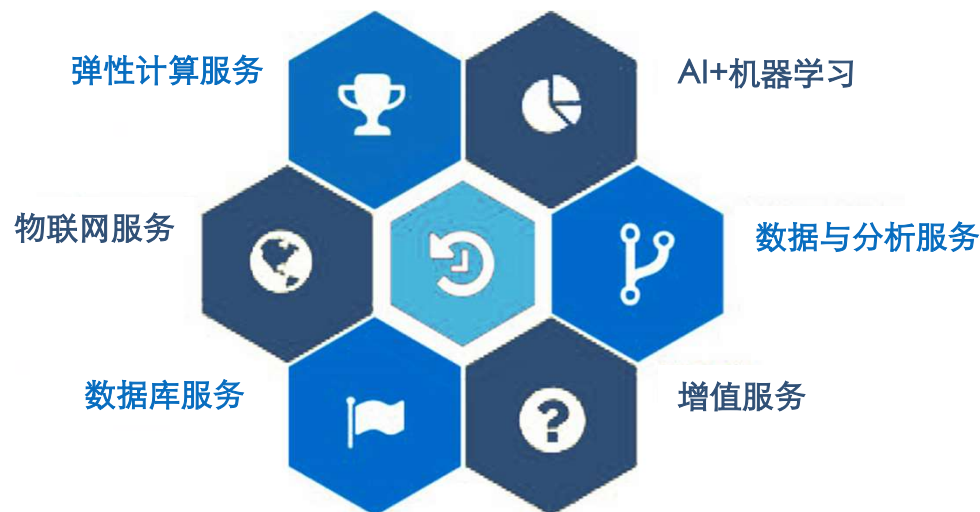 弹性计算服务
AI+机器学习
物联网服务
数据与分析服务
数据库服务
增值服务